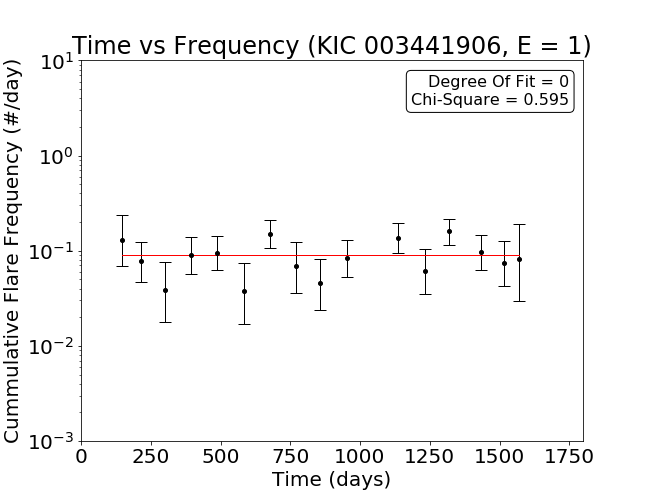 Time vs Frequency (KIC 003441906, E = 1)
Degree Of Fit = 0
Chi-Square = 0.595
Cummulative Flare Frequency (#/day)
10¹
10⁰
10⁻¹
10⁻²
10⁻³
0 250 500 750 1000 1250 1500 1750
Time (days)